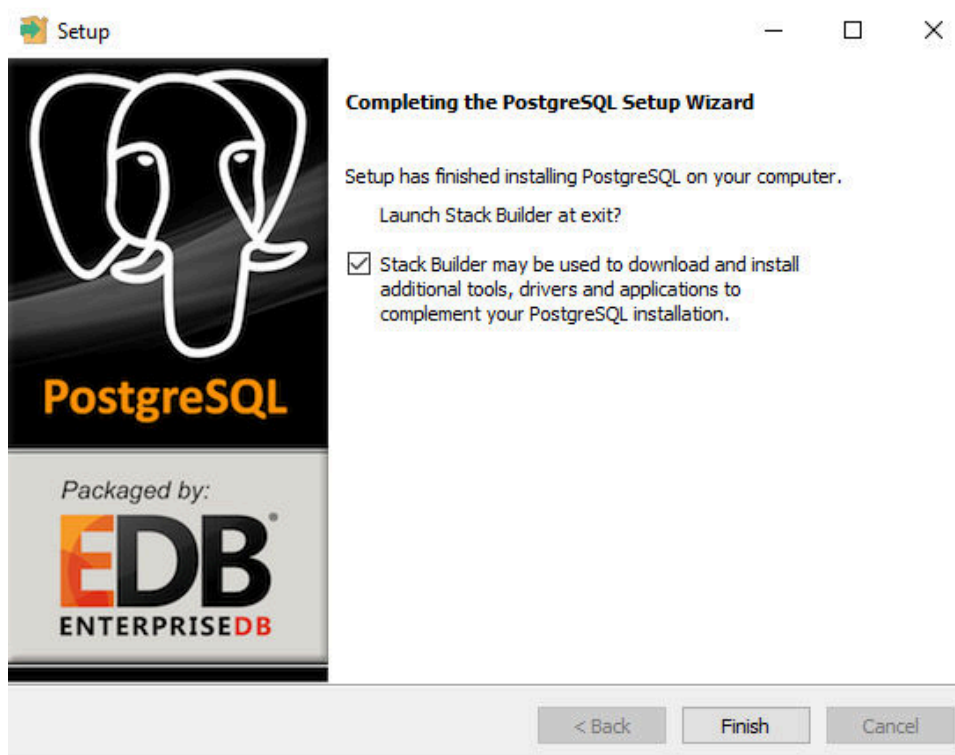 Setup
Completing the PostgreSQL Setup Wizard
Setup has finished installing PostgreSQL on your computer.
Launch Stack Builder at exit?
Stack Builder may be used to download and install
additional tools, drivers and applications to
complement your PostgreSQL installation.
PostgreSQL
Packaged by:
EDB
ENTERPRISEDB
< Back
Finish
Cancel